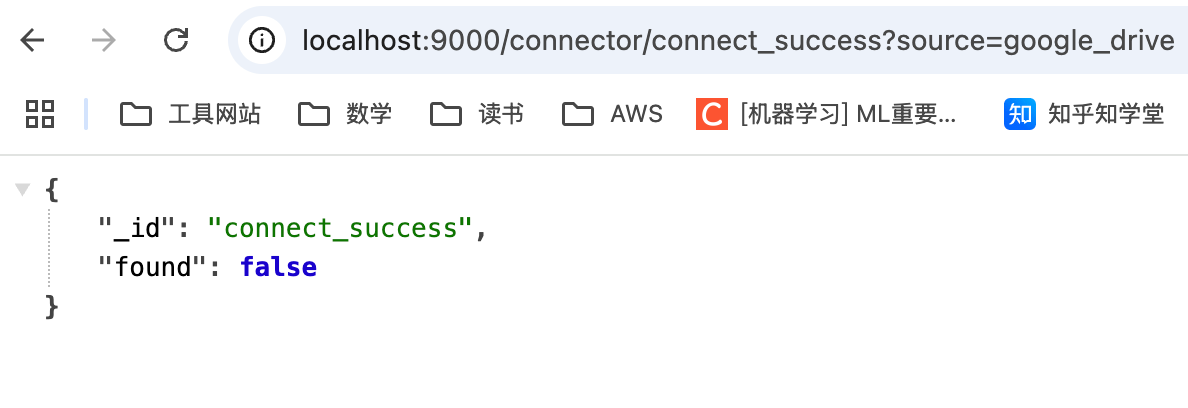 localhost:9000/connector/connect_success?source=google_drive
工具网站 数学 读书 AWS C [机器学习] ML重要... 知 知乎知学堂
{
"_id": "connect_success",
"found": false
}